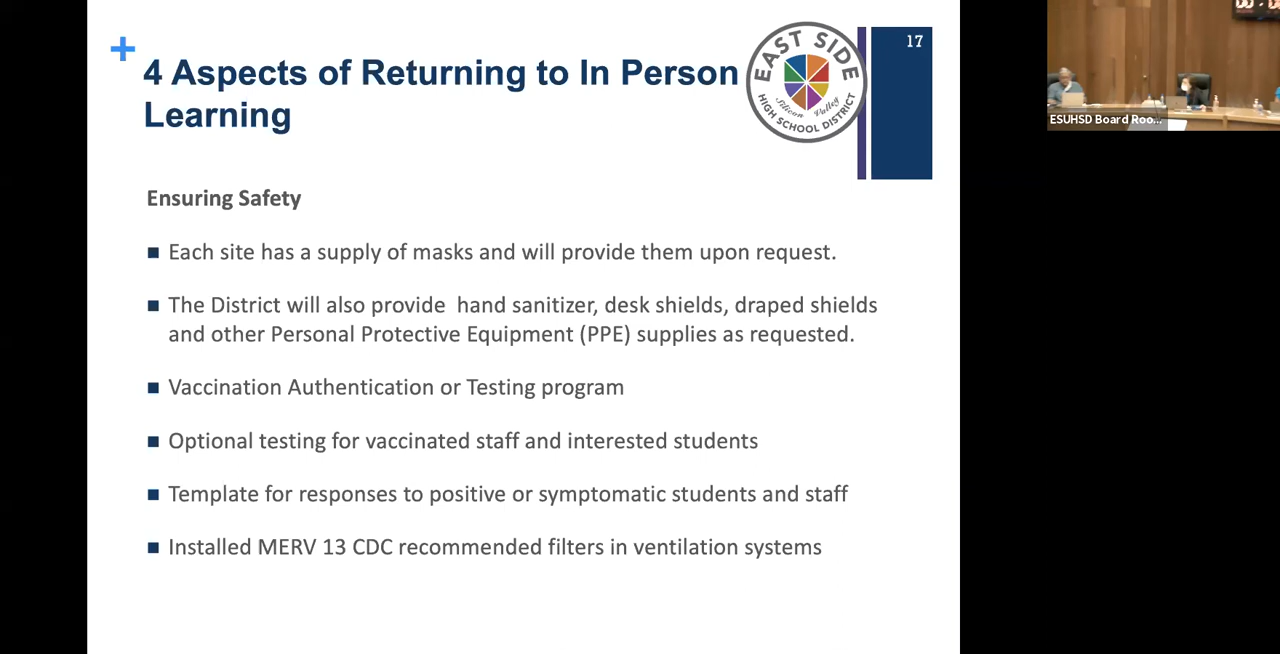 +
4 Aspects of Returning to In Person
Learning
EAST SIDE
Silicon Valley
HIGH SCHOOL DISTRICT
17
ESUHSD Board Roo...
Ensuring Safety
■ Each site has a supply of masks and will provide them upon request.
■ The District will also provide hand sanitizer, desk shields, draped shields
and other Personal Protective Equipment (PPE) supplies as requested.
■ Vaccination Authentication or Testing program
■ Optional testing for vaccinated staff and interested students
■ Template for responses to positive or symptomatic students and staff
■ Installed MERV 13 CDC recommended filters in ventilation systems